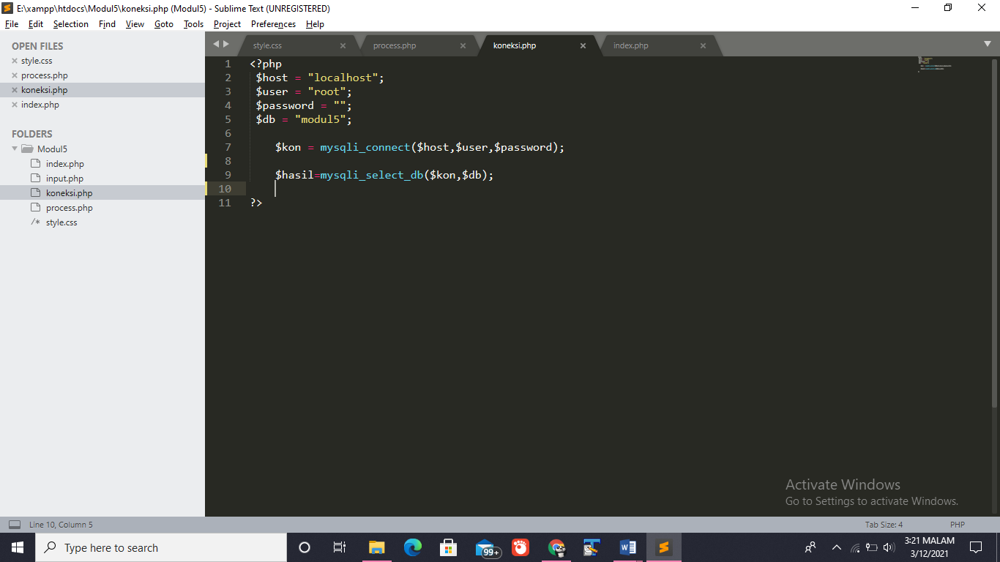 E:\xampp\htdocs\Modul5\koneksi.php (Modul5) - Sublime Text (UNREGISTERED)
File Edit Selection Find View Goto Tools Project Preferences Help
OPEN FILES
style.css
process.php
koneksi.php
index.php
FOLDERS
Modul5
index.php
input.php
koneksi.php
process.php
/* style.css
style.css process.php koneksi.php index.php
1 <?php
2 $host = "localhost";
3 $user = "root";
4 $password = "";
5 $db = "modul5";
6
7 $kon = mysqli_connect($host,$user,$password);
8
9 $hasil=mysqli_select_db($kon,$db);
10
11 ?>
Activate Windows
Go to Settings to activate Windows.
Line 10, Column 5 Tab Size: 4 PHP
Type here to search
99+
3:21 MALAM
3/12/2021